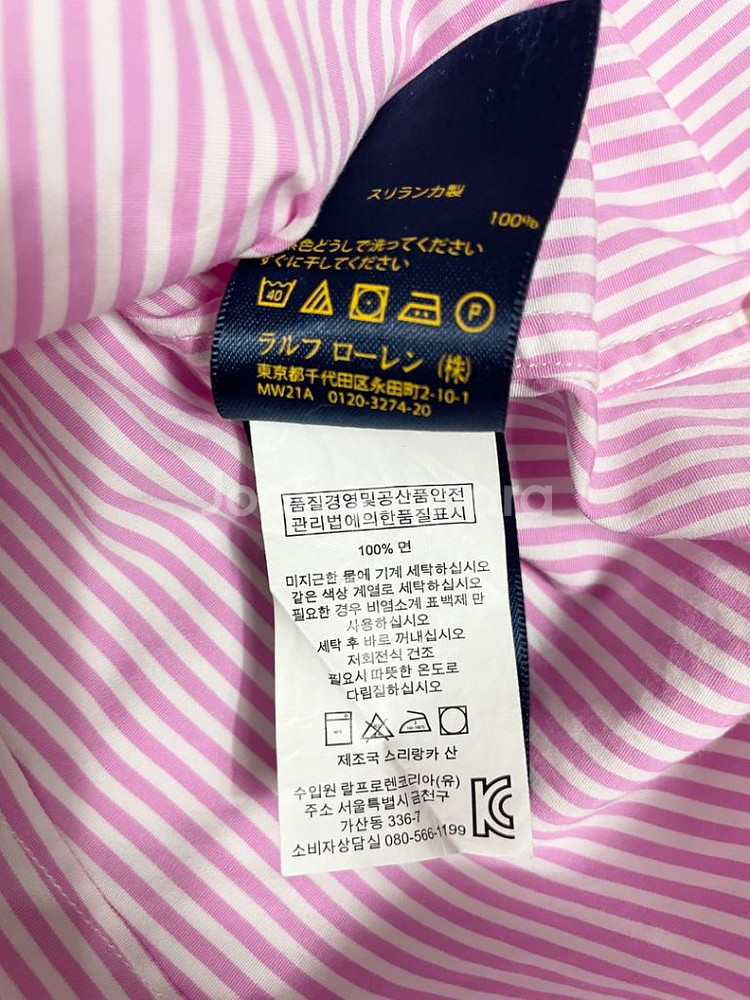 スリランカ製
100%
色どうしで洗ってください
すぐに干してください
40
P
ラルフ ローレン (株)
東京都千代田区永田町2-10-1
MW21A 0120-3274-20
품질경영및공산품안전
관리법에의한품질표시
100% 면
미지근한 물에 기계 세탁하십시오
같은 색상 계열로 세탁하십시오
필요한 경우 비염소계 표백제 만
사용하십시오
세탁 후 바로 꺼내십시오
저회전식 건조
필요시 따뜻한 온도로
다림질하십시오
제조국 스리랑카 산
수입원 랄프로렌코리아(유)
주소 서울특별시 금천구
가산동 336-7
소비자상담실 080-566-1199